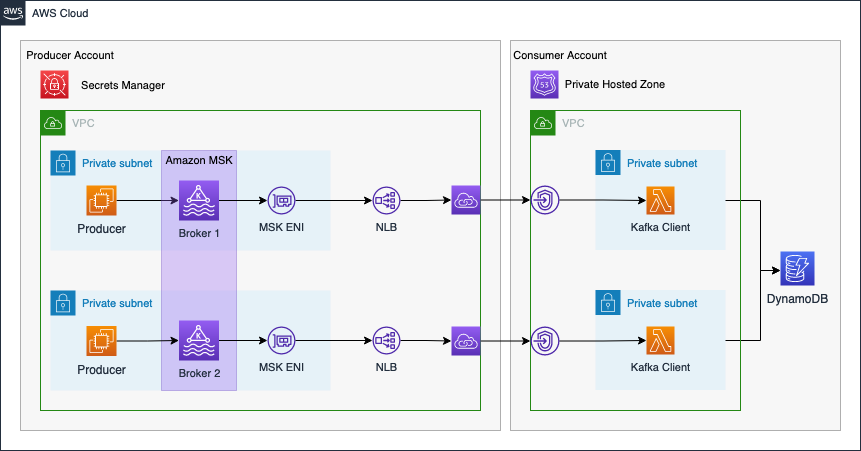 aws
AWS Cloud
Producer Account
Secrets Manager
VPC
Private subnet
Amazon MSK
Producer
Broker 1
MSK ENI
NLB
Private subnet
Producer
Broker 2
MSK ENI
NLB
Consumer Account
53
Private Hosted Zone
VPC
Private subnet
Kafka Client
Private subnet
Kafka Client
DynamoDB